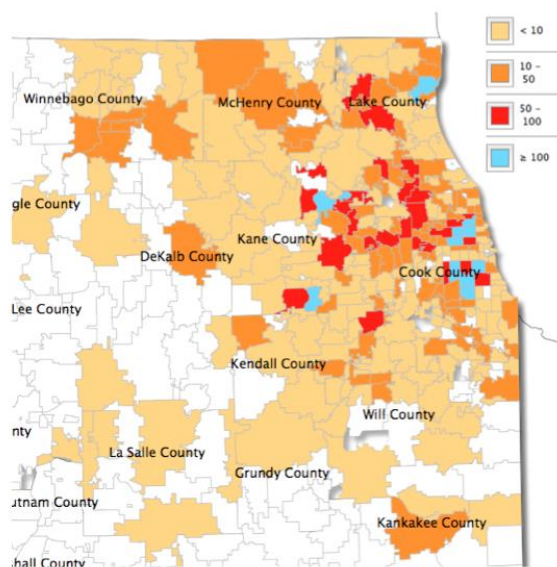 < 10
10 –
50
50 –
100
≥ 100
Winnebago County
McHenry County
Lake County
gle County
Kane County
DeKalb County
Cook County
Lee County
Kendall County
Will County
nty
La Salle County
Grundy County
utnam County
Kankakee County
hall County